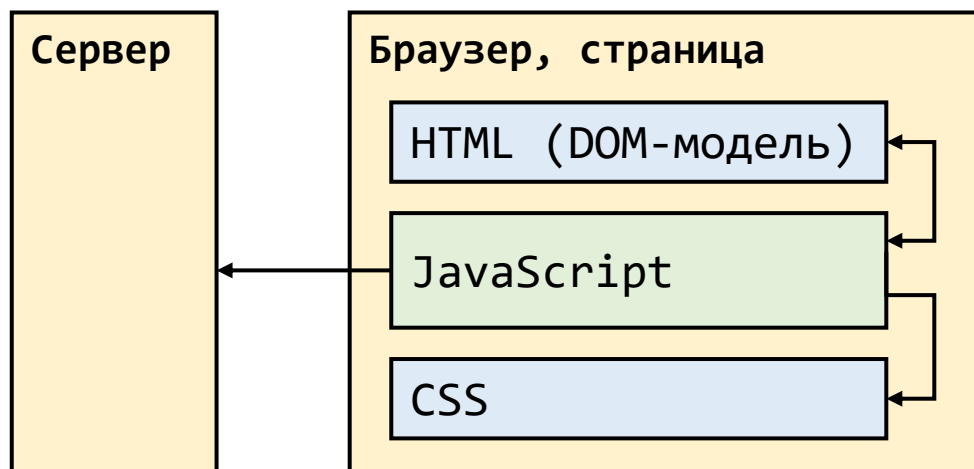 Сервер
Браузер, страница
HTML (DOM-модель)
JavaScript
CSS